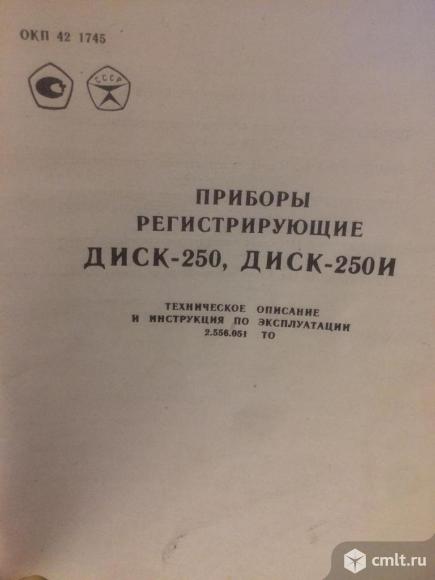 ОКП 42 1745
СССР
ПРИБОРЫ
РЕГИСТРИРУЮЩИЕ
ДИСК-250, ДИСК-250И
ТЕХНИЧЕСКОЕ ОПИСАНИЕ
И ИНСТРУКЦИЯ ПО ЭКСПЛУАТАЦИИ
2.556.051 ТО
cmlt.ru